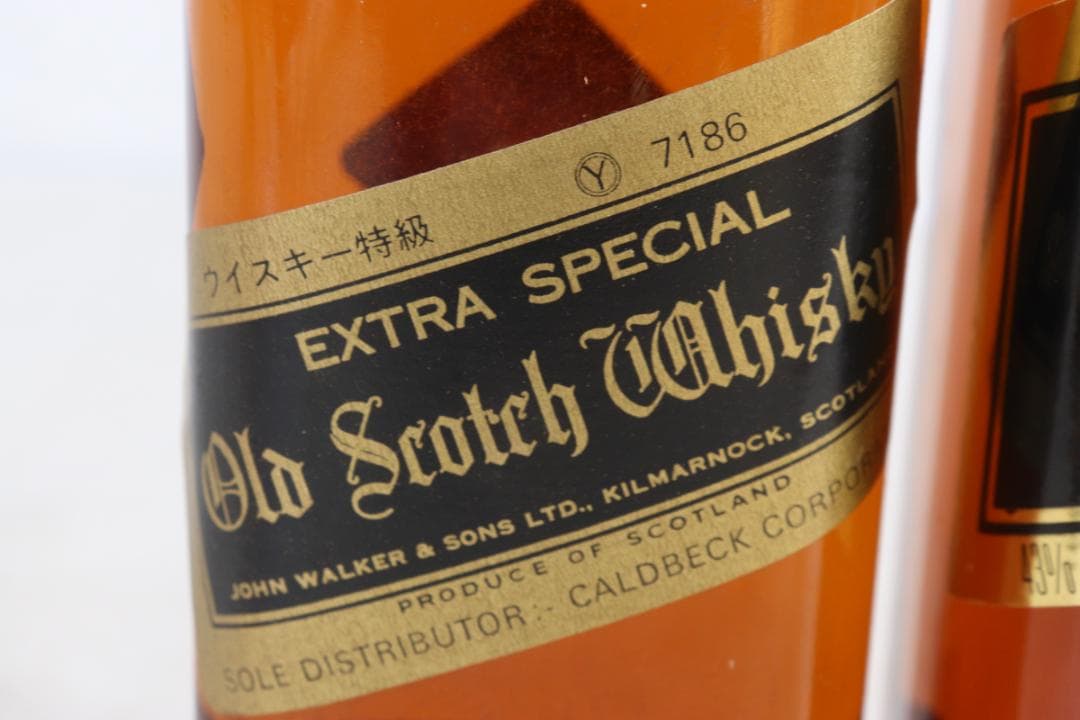 ウイスキー特級 Ⓨ 7186
EXTRA SPECIAL
Old Scotch Whisky
JOHN WALKER & SONS LTD., KILMARNOCK, SCOTLAND
PRODUCE OF SCOTLAND
SOLE DISTRIBUTOR:- CALDBECK
43%